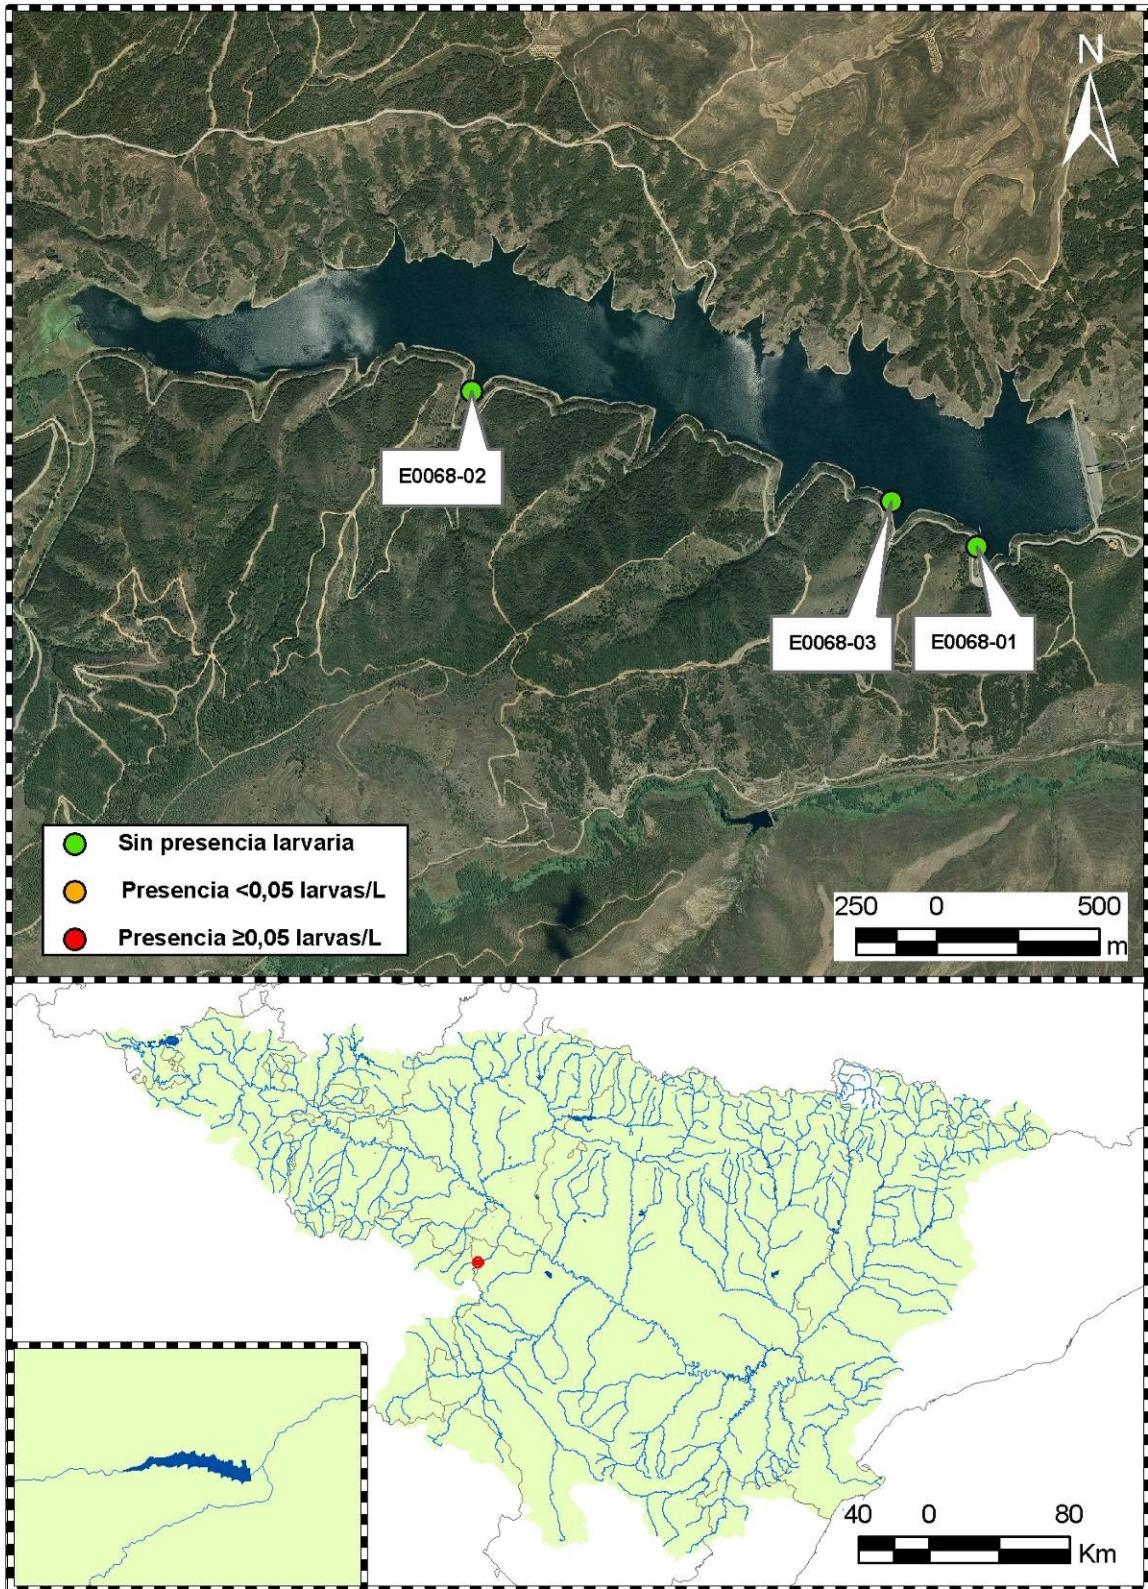 N
E0068-02
E0068-03
E0068-01
Sin presencia larvaria
Presencia <0,05 larvas/L
Presencia ≥0,05 larvas/L
250 0 500
m
40 0 80
Km